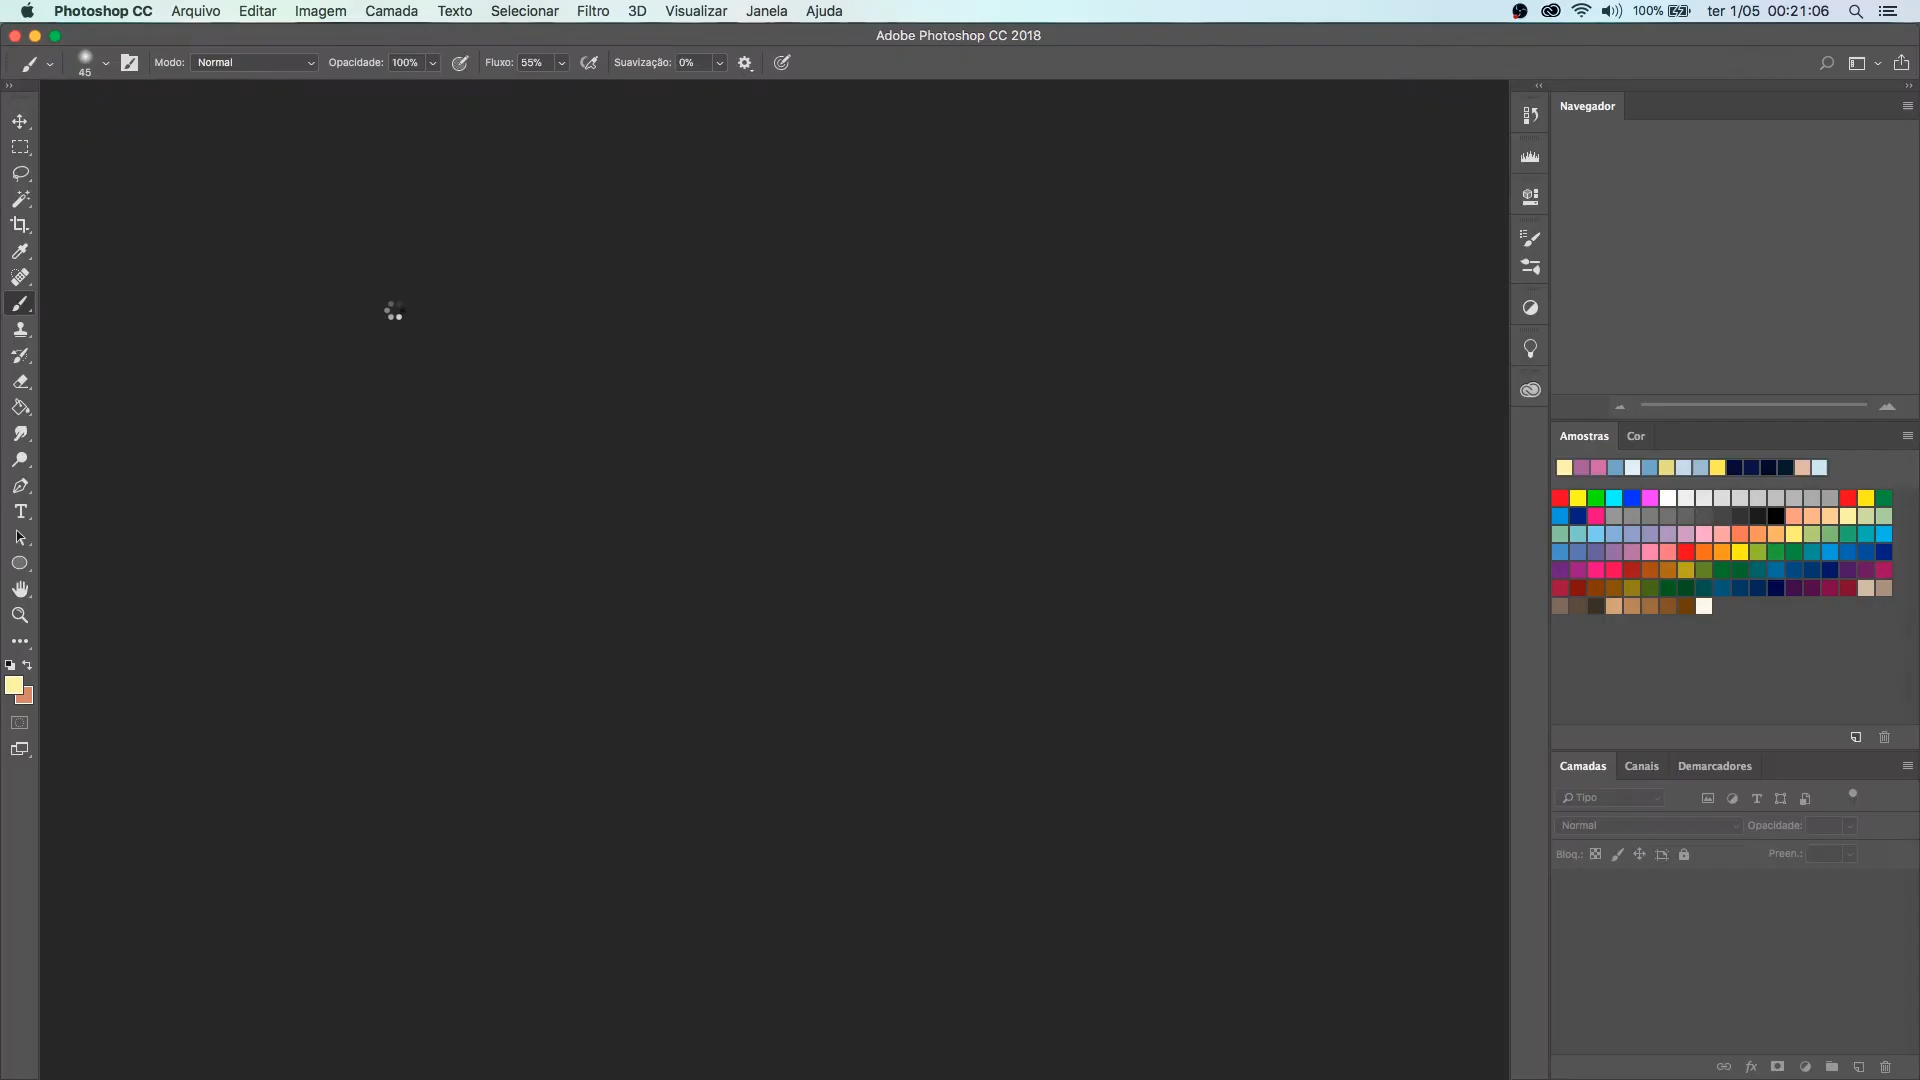 Photoshop CC Arquivo Editar Imagem Camada Texto Selecionar Filtro 3D Visualizar Janela Ajuda 100% ter 1/05 00:21:06
Adobe Photoshop CC 2018
45 Modo: Normal Opacidade: 100% Fluxo: 55% Suavização: 0%
Navegador
Amostras Cor
Camadas Canais Demarcadores
Tipo
Normal Opacidade:
Bloq.: Preen.: